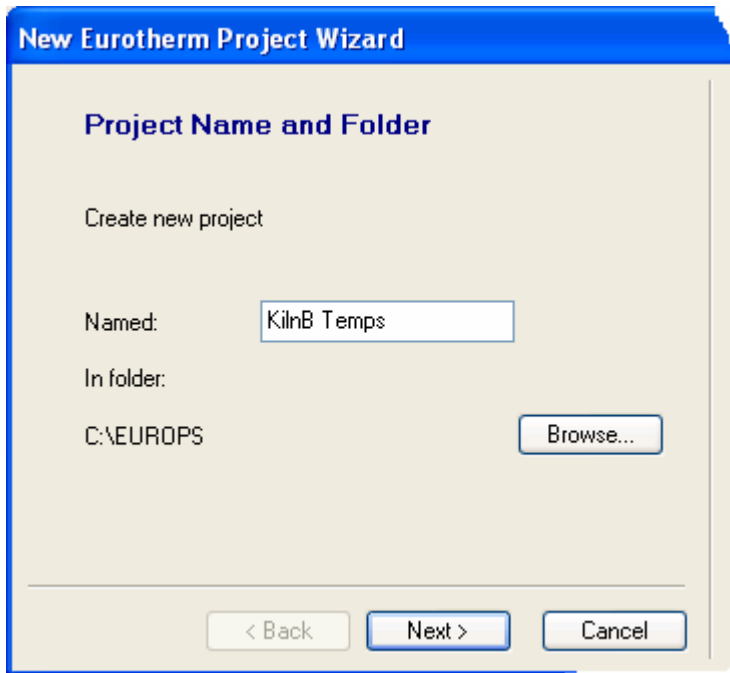 New Eurotherm Project Wizard
Project Name and Folder
Create new project
Named: KilnB Temps
In folder:
C:\EUROPS Browse...
< Back Next > Cancel